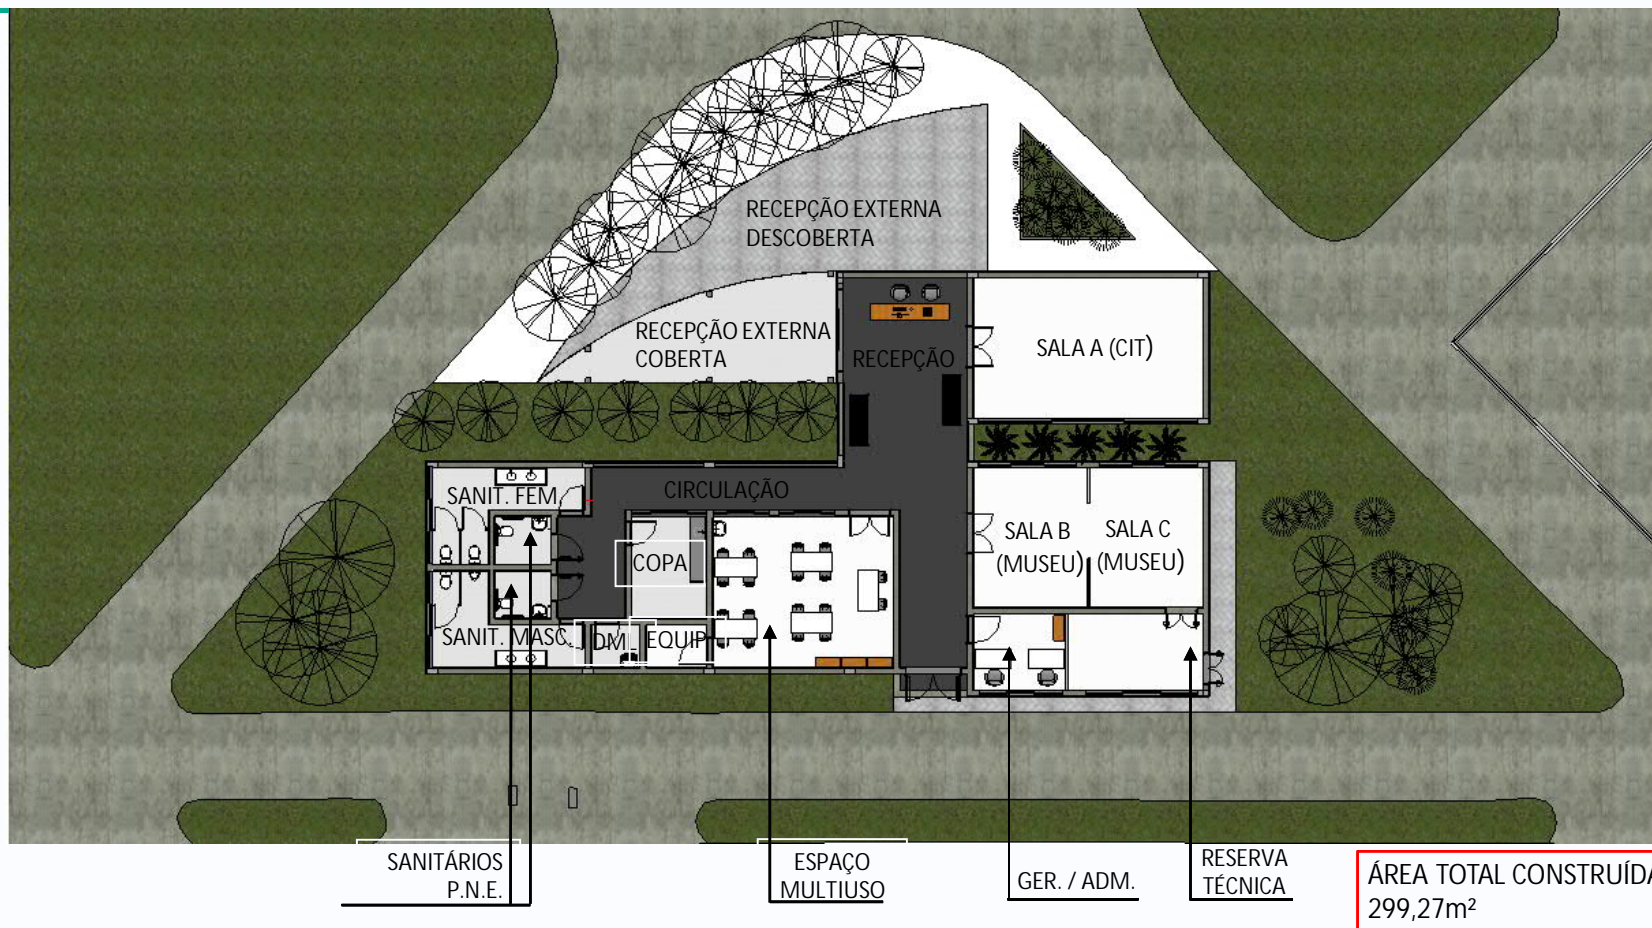 RECEPÇÃO EXTERNA
DESCOBERTA
RECEPÇÃO EXTERNA
COBERTA
RECEPÇÃO
SALA A (CIT)
SANIT. FEM.
CIRCULAÇÃO
SALA B
(MUSEU)
SALA C
(MUSEU)
COPA
SANIT. MASC.
DML
EQUIP
SANITÁRIOS
P.N.E.
ESPAÇO
MULTIUSO
GER. / ADM.
RESERVA
TÉCNICA
ÁREA TOTAL CONSTRUÍDA
299,27m²